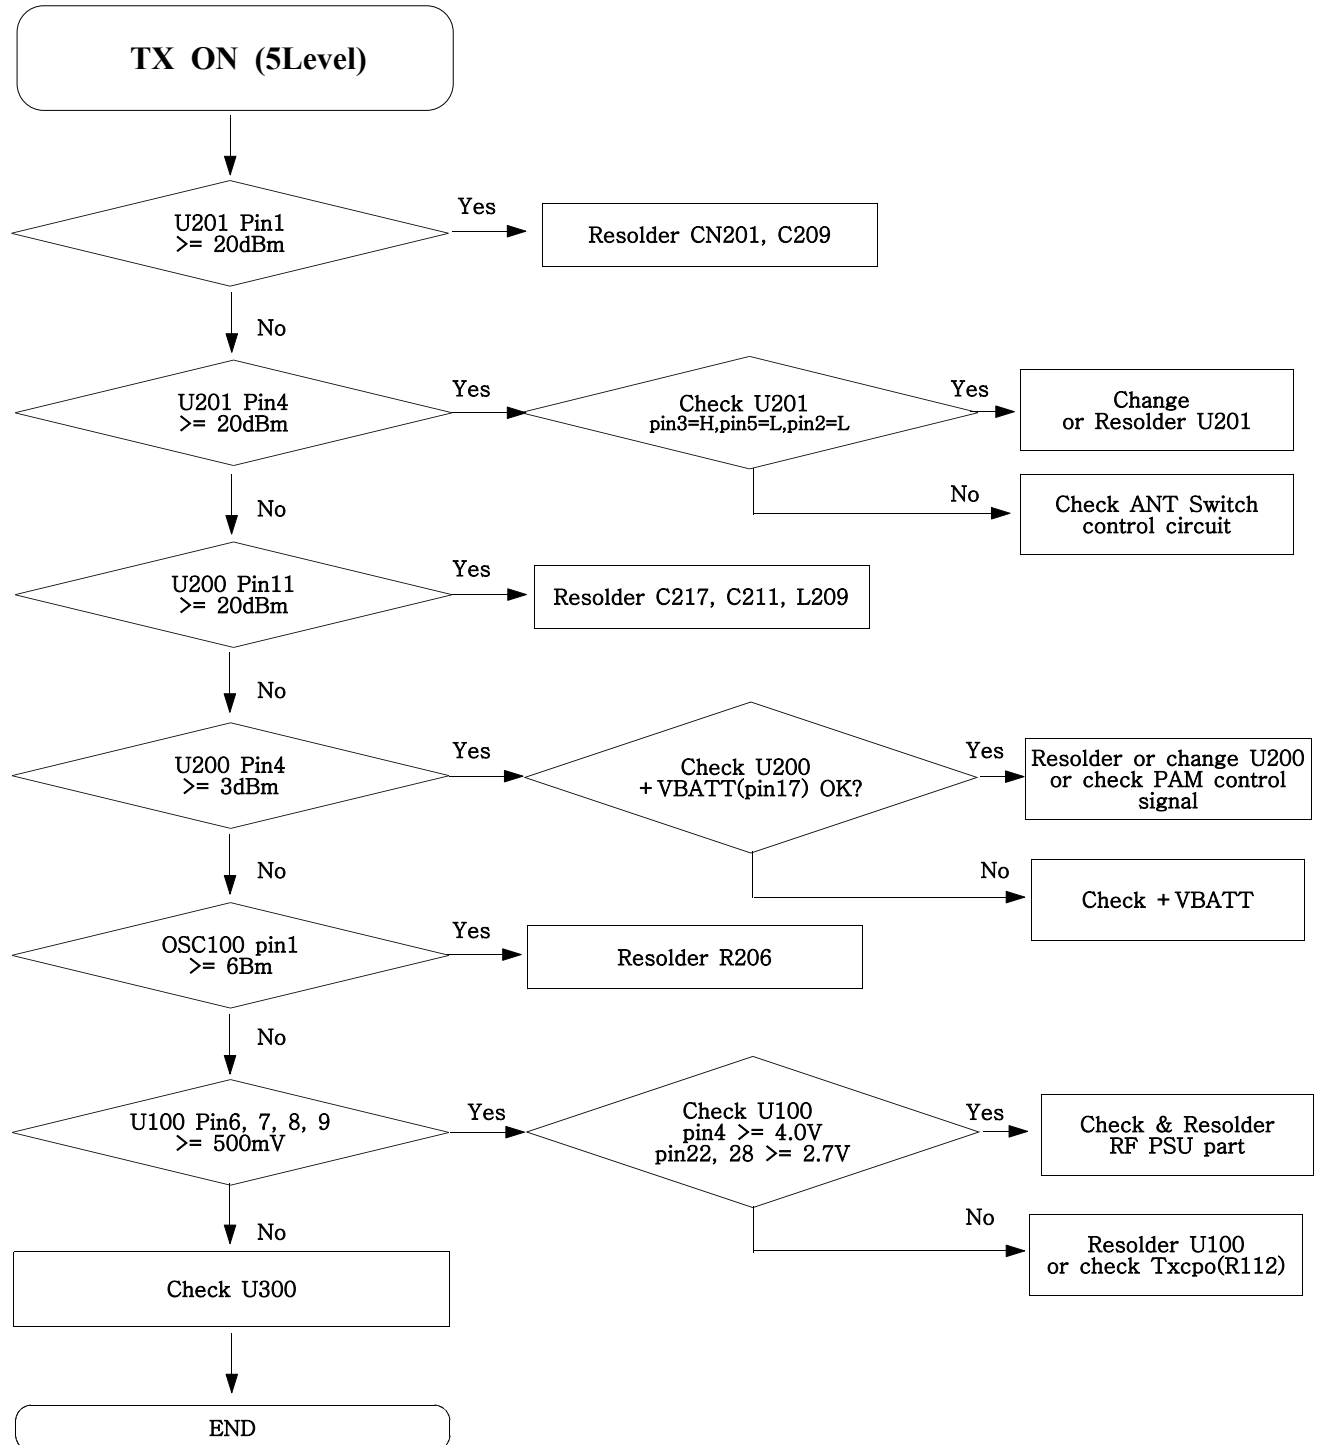 TX ON (5Level)
U201 Pin1
>= 20dBm
Yes
Resolder CN201, C209
No
U201 Pin4
>= 20dBm
Yes
Check U201
pin3=H,pin5=L,pin2=L
Yes
Change
or Resolder U201
No
Check ANT Switch
control circuit
No
U200 Pin11
>= 20dBm
Yes
Resolder C217, C211, L209
No
U200 Pin4
>= 3dBm
Yes
Check U200
+VBATT(pin17) OK?
Yes
Resolder or change U200
or check PAM control
signal
No
Check +VBATT
No
OSC100 pin1
>= 6Bm
Yes
Resolder R206
No
U100 Pin6, 7, 8, 9
>= 500mV
Yes
Check U100
pin4 >= 4.0V
pin22, 28 >= 2.7V
Yes
Check & Resolder
RF PSU part
No
Resolder U100
or check Txcpo(R112)
No
Check U300
END